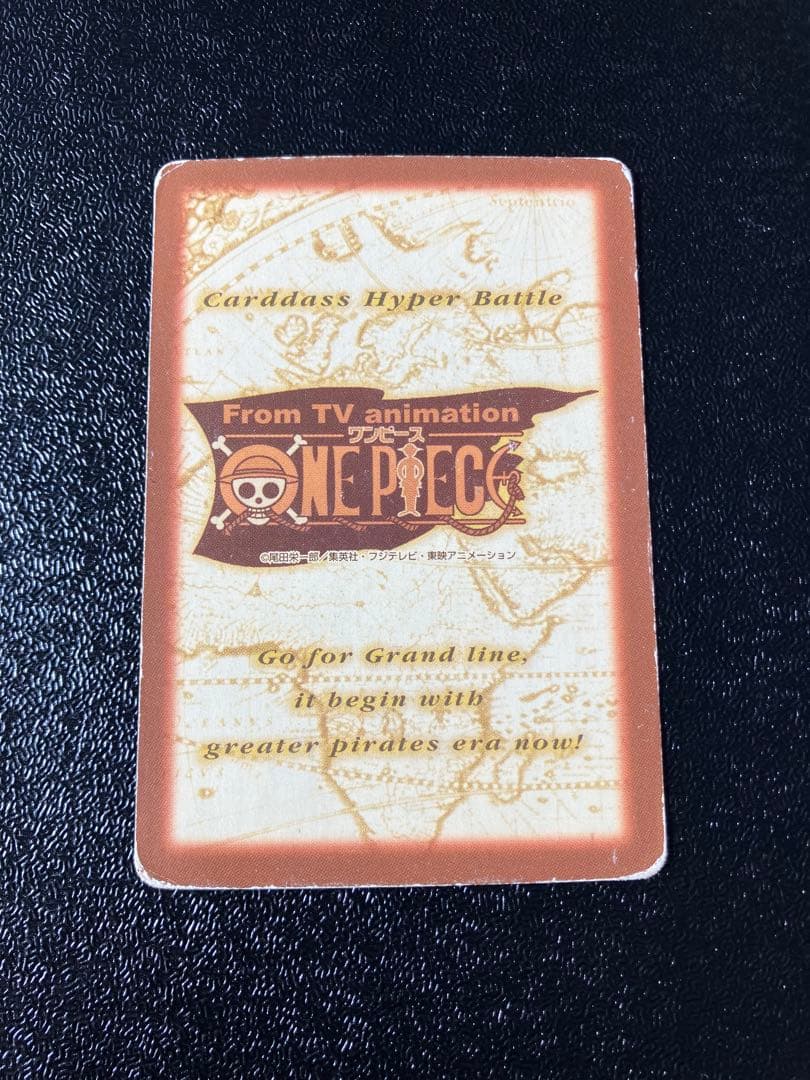 Septentrio
Carddass Hyper Battle
From TV animation
ワンピース
ONE PIECE
©尾田栄一郎/集英社・フジテレビ・東映アニメーション
Go for Grand line,
it begin with
greater pirates era now!